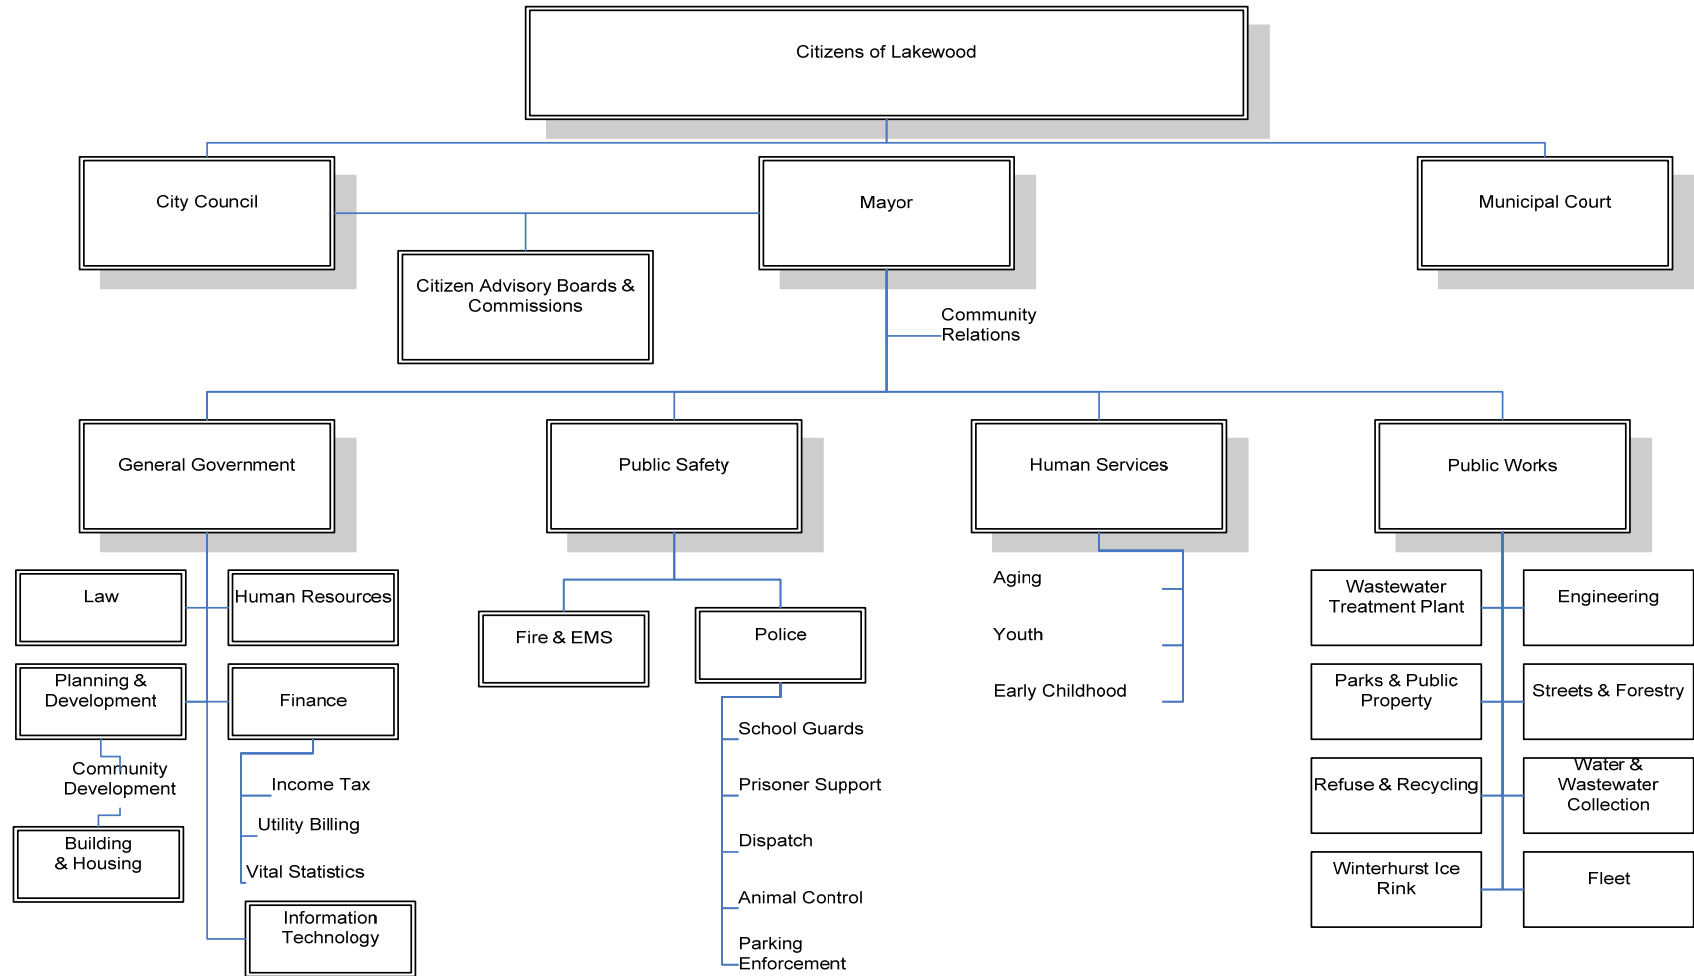 Citizens of Lakewood
City Council
Mayor
Municipal Court
Citizen Advisory Boards &
Commissions
Community
Relations
General Government
Public Safety
Human Services
Public Works
Law
Human Resources
Planning &
Development
Finance
Community
Development
Income Tax
Utility Billing
Vital Statistics
Building
& Housing
Information
Technology
Fire & EMS
Police
School Guards
Prisoner Support
Dispatch
Animal Control
Parking
Enforcement
Aging
Youth
Early Childhood
Wastewater
Treatment Plant
Engineering
Parks & Public
Property
Streets & Forestry
Refuse & Recycling
Water &
Wastewater
Collection
Winterhurst Ice
Rink
Fleet